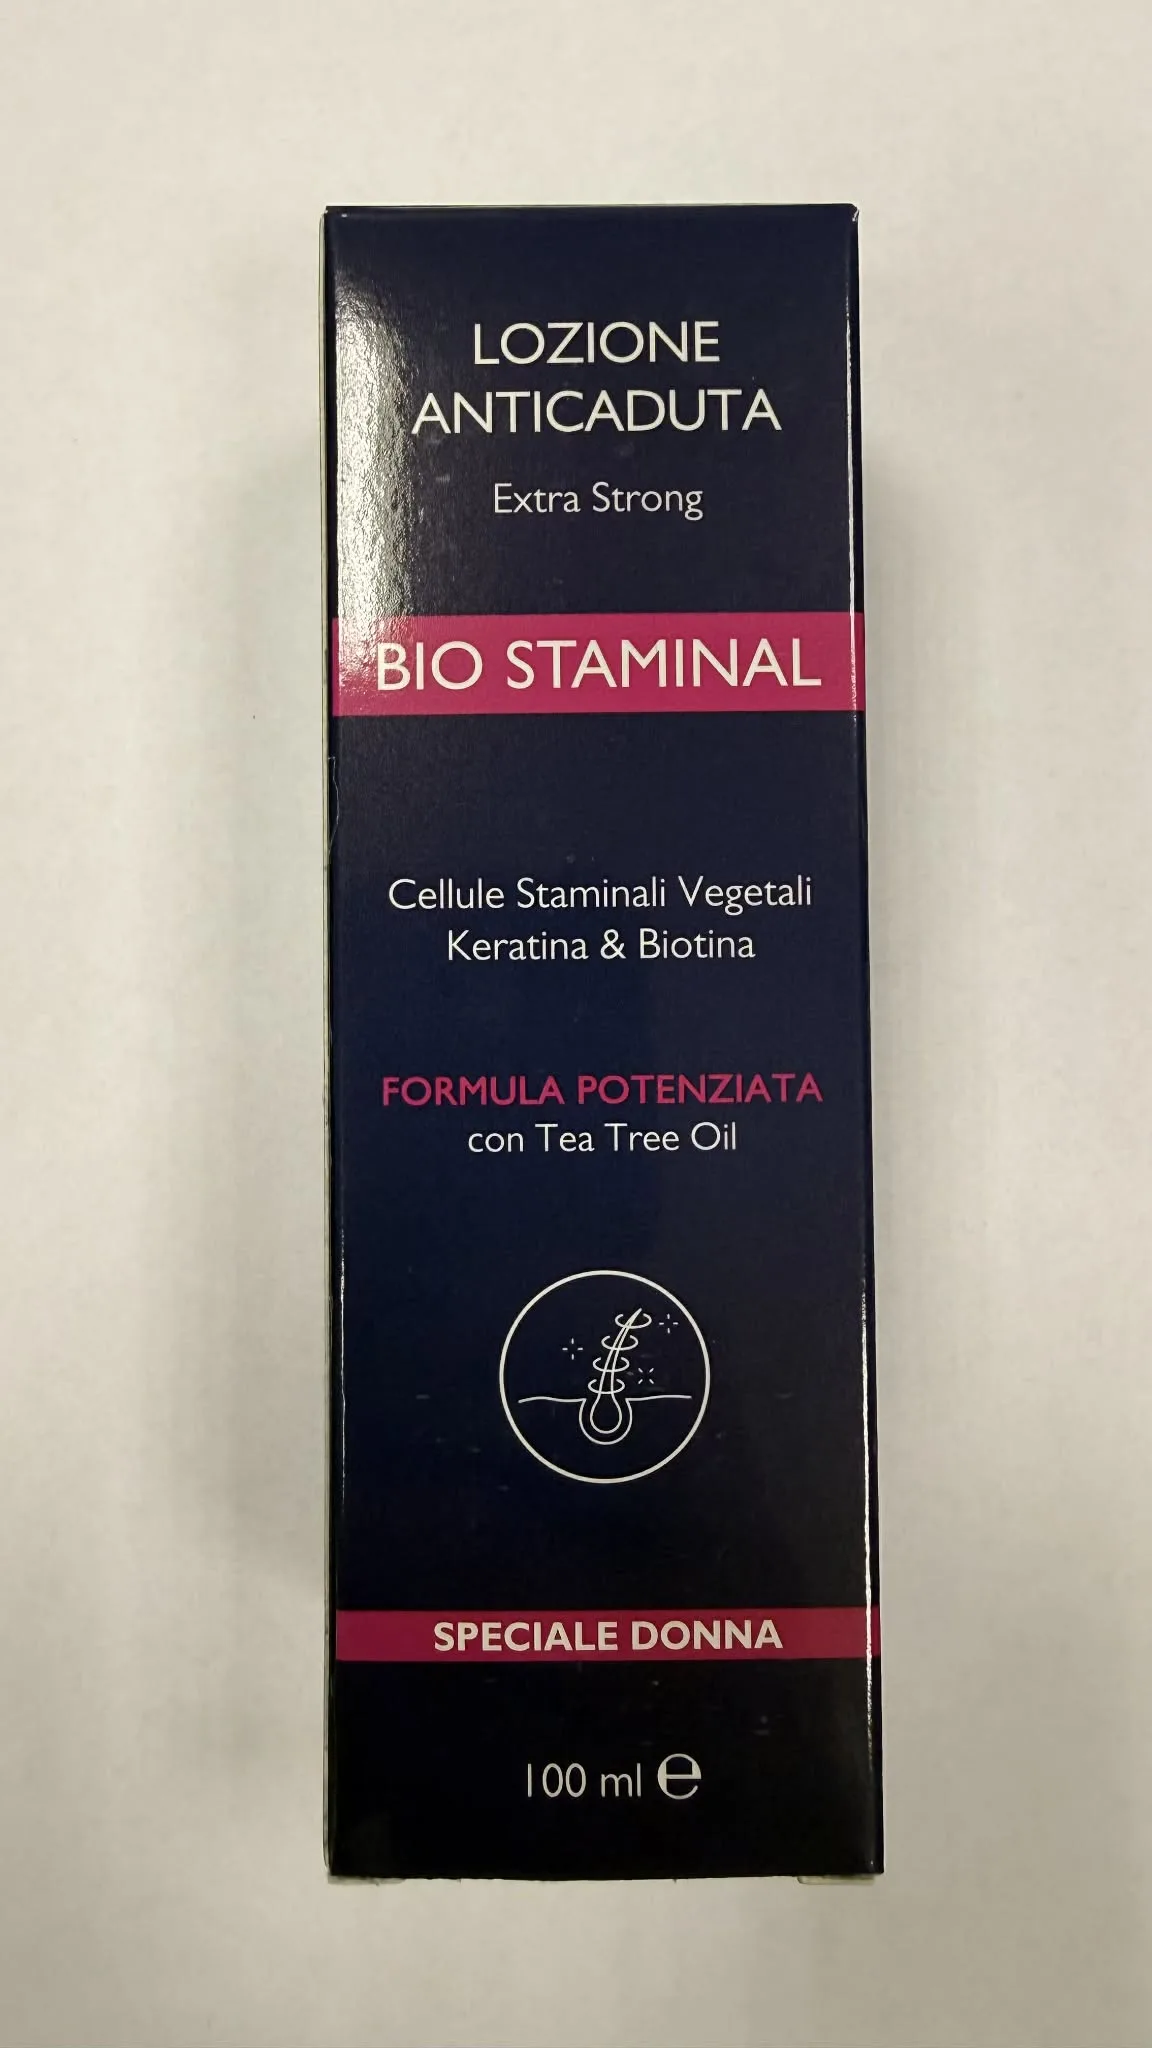 LOZIONE
ANTICADUTA
Extra Strong
BIO STAMINAL
Cellule Staminali Vegetali
Keratina & Biotina
FORMULA POTENZIATA
con Tea Tree Oil
SPECIALE DONNA
100 ml ℮